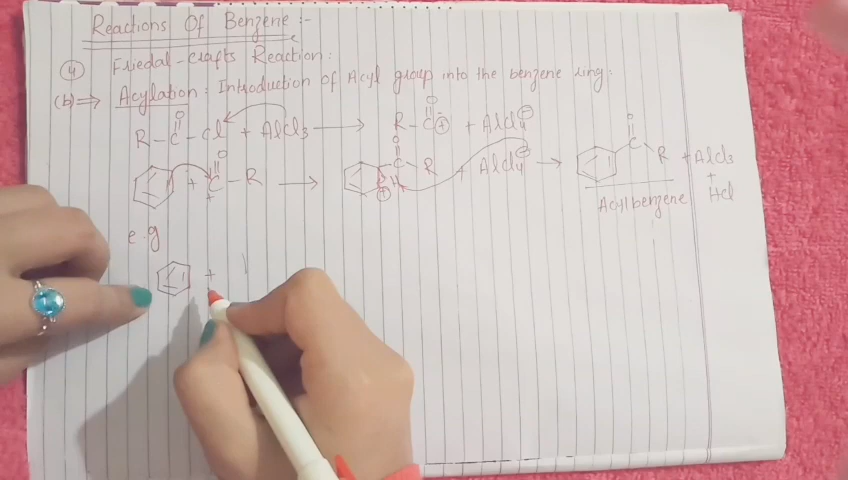 Reactions Of Benzene :-
4 Friedal-crafts Reaction:
(b)⇒ Acylation: Introduction of Acyl group into the benzene ring:
R-C(=O)-Cl + AlCl3 → R-C(=O)⊕ + AlCl4⊖
+ C(=O)-R → C(=O) R H ⊕ + AlCl4⊖ → C(=O) R + AlCl3 + HCl
Acylbenzene
e.g
+